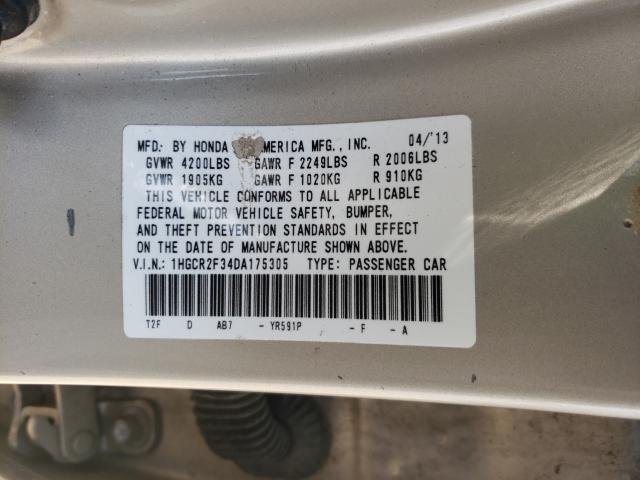 MFD. BY HONDA AMERICA MFG., INC. 04/'13
GVWR 4200LBS GAWR F 2249LBS R 2006LBS
GVWR 1905KG GAWR F 1020KG R 910KG
THIS VEHICLE CONFORMS TO ALL APPLICABLE
FEDERAL MOTOR VEHICLE SAFETY, BUMPER,
AND THEFT PREVENTION STANDARDS IN EFFECT
ON THE DATE OF MANUFACTURE SHOWN ABOVE.
V.I.N.: 1HGCR2F34DA175305 TYPE: PASSENGER CAR
T2F D AB7 - YR591P - F - A